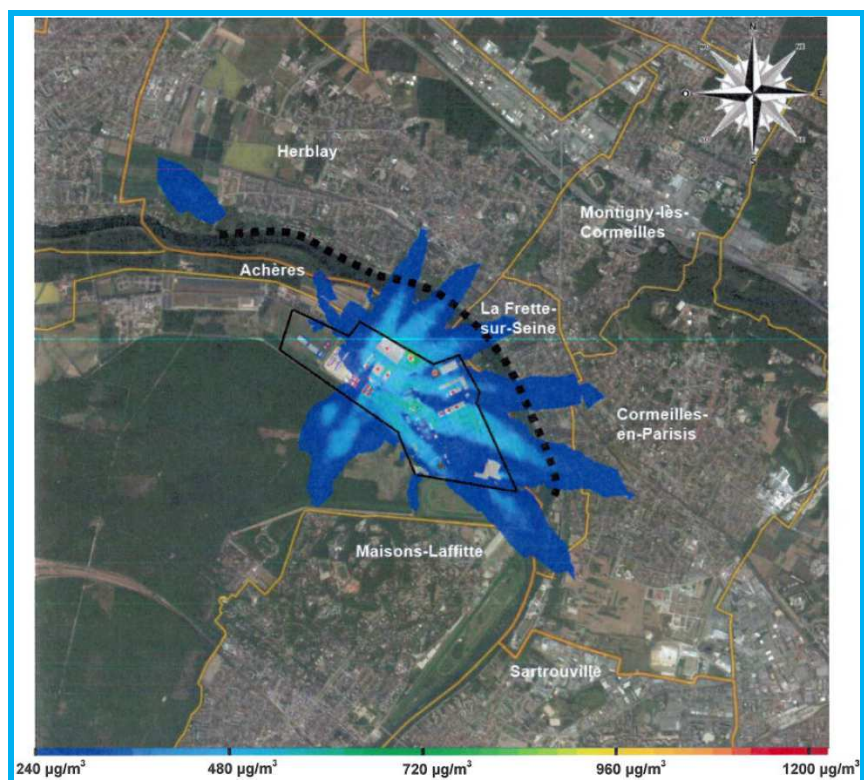 N
E
S
O
Herblay
Montigny-lès-
Cormeilles
Achères
La Frette-
sur-Seine
Cormeilles-
en-Parisis
Maisons-Laffitte
Sartrouville
240 µg/m³ 480 µg/m³ 720 µg/m³ 960 µg/m³ 1200 µg/m³